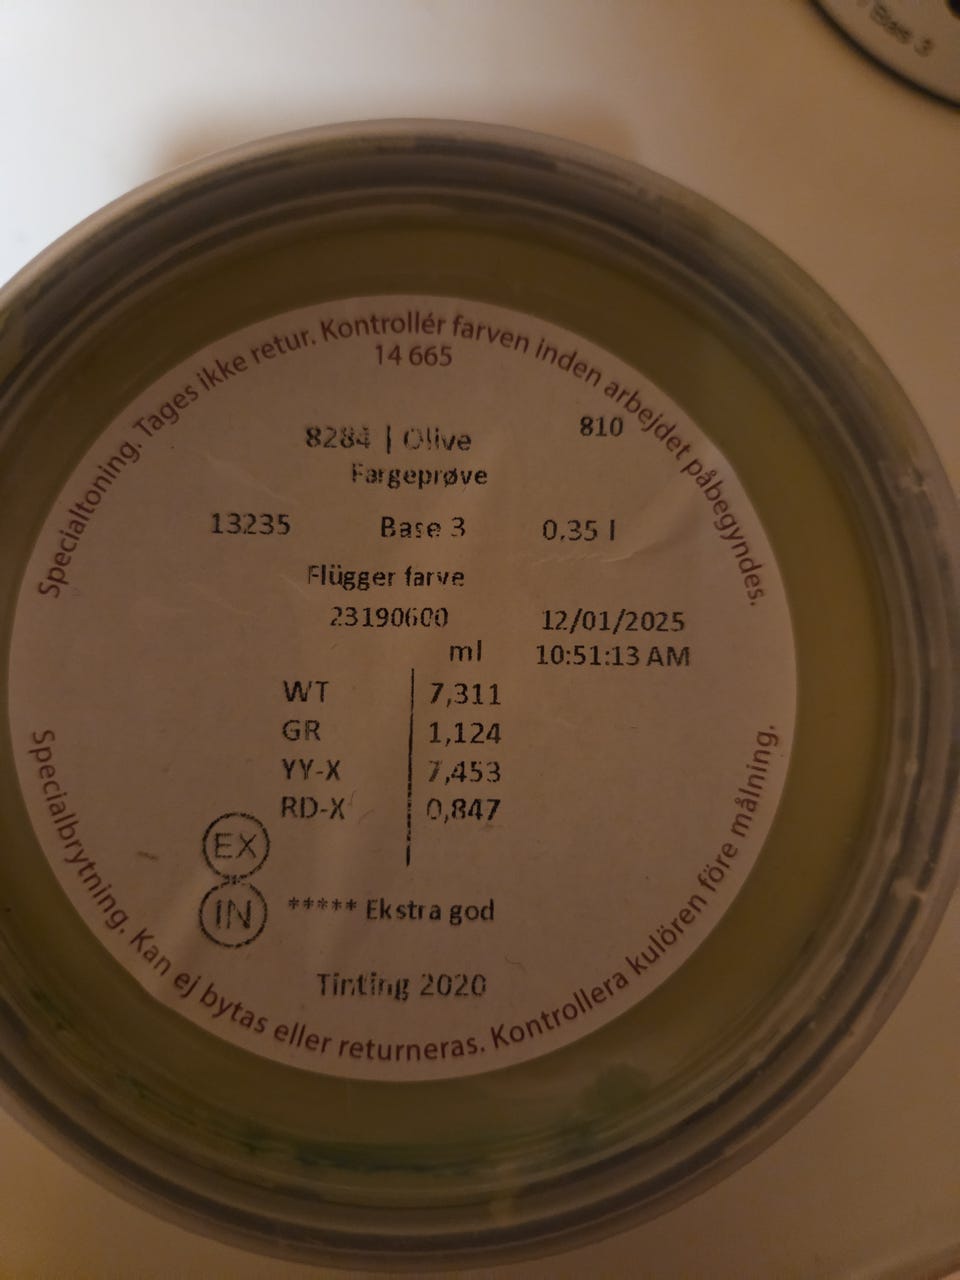 Specialtoning. Tages ikke retur. Kontrollér farven inden arbejdet påbegyndes.
14 665
8284 | Olive 810
Fargeprøve
13235 Base 3 0,35 l
Flügger farve
23190600 12/01/2025
ml 10:51:13 AM
WT 7,311
GR 1,124
YY-X 7,453
RD-X 0,847
EX
IN ***** Ekstra god
Tinting 2020
Specialbrytning. Kan ej bytas eller returneras. Kontrollera kulören före målning.
Base 3